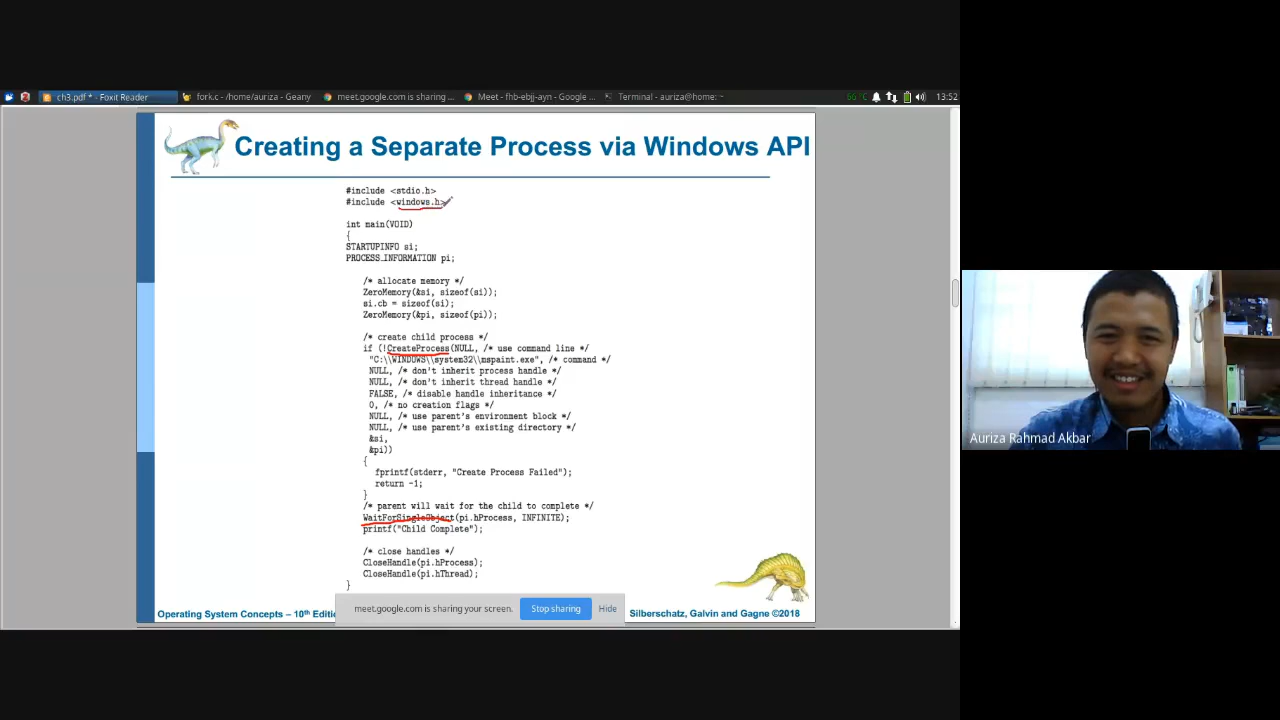 ch3.pdf * - Foxit Reader
fork.c - /home/auriza - Geany
meet.google.com is sharing ...
Meet - fhb-ebjj-ayn - Google ...
Terminal - auriza@home: ~
13:52
Creating a Separate Process via Windows API
#include <stdio.h>
#include <windows.h>
int main(VOID)
{
STARTUPINFO si;
PROCESS_INFORMATION pi;
/* allocate memory */
ZeroMemory(&si, sizeof(si));
si.cb = sizeof(si);
ZeroMemory(&pi, sizeof(pi));
/* create child process */
if (!CreateProcess(NULL, /* use command line */
"C:\\WINDOWS\\system32\\mspaint.exe", /* command */
NULL, /* don't inherit process handle */
NULL, /* don't inherit thread handle */
FALSE, /* disable handle inheritance */
0, /* no creation flags */
NULL, /* use parent's environment block */
NULL, /* use parent's existing directory */
&si,
&pi))
{
fprintf(stderr, "Create Process Failed");
return -1;
}
/* parent will wait for the child to complete */
WaitForSingleObject(pi.hProcess, INFINITE);
printf("Child Complete");
/* close handles */
CloseHandle(pi.hProcess);
CloseHandle(pi.hThread);
}
Operating System Concepts – 10th Editio
meet.google.com is sharing your screen.
Stop sharing
Hide
Silberschatz, Galvin and Gagne ©2018
Auriza Rahmad Akbar